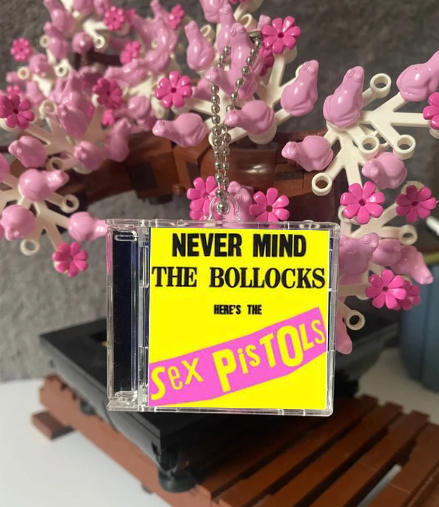 NEVER MIND
THE BOLLOCKS
HERE'S THE
Sex PiSTOLS